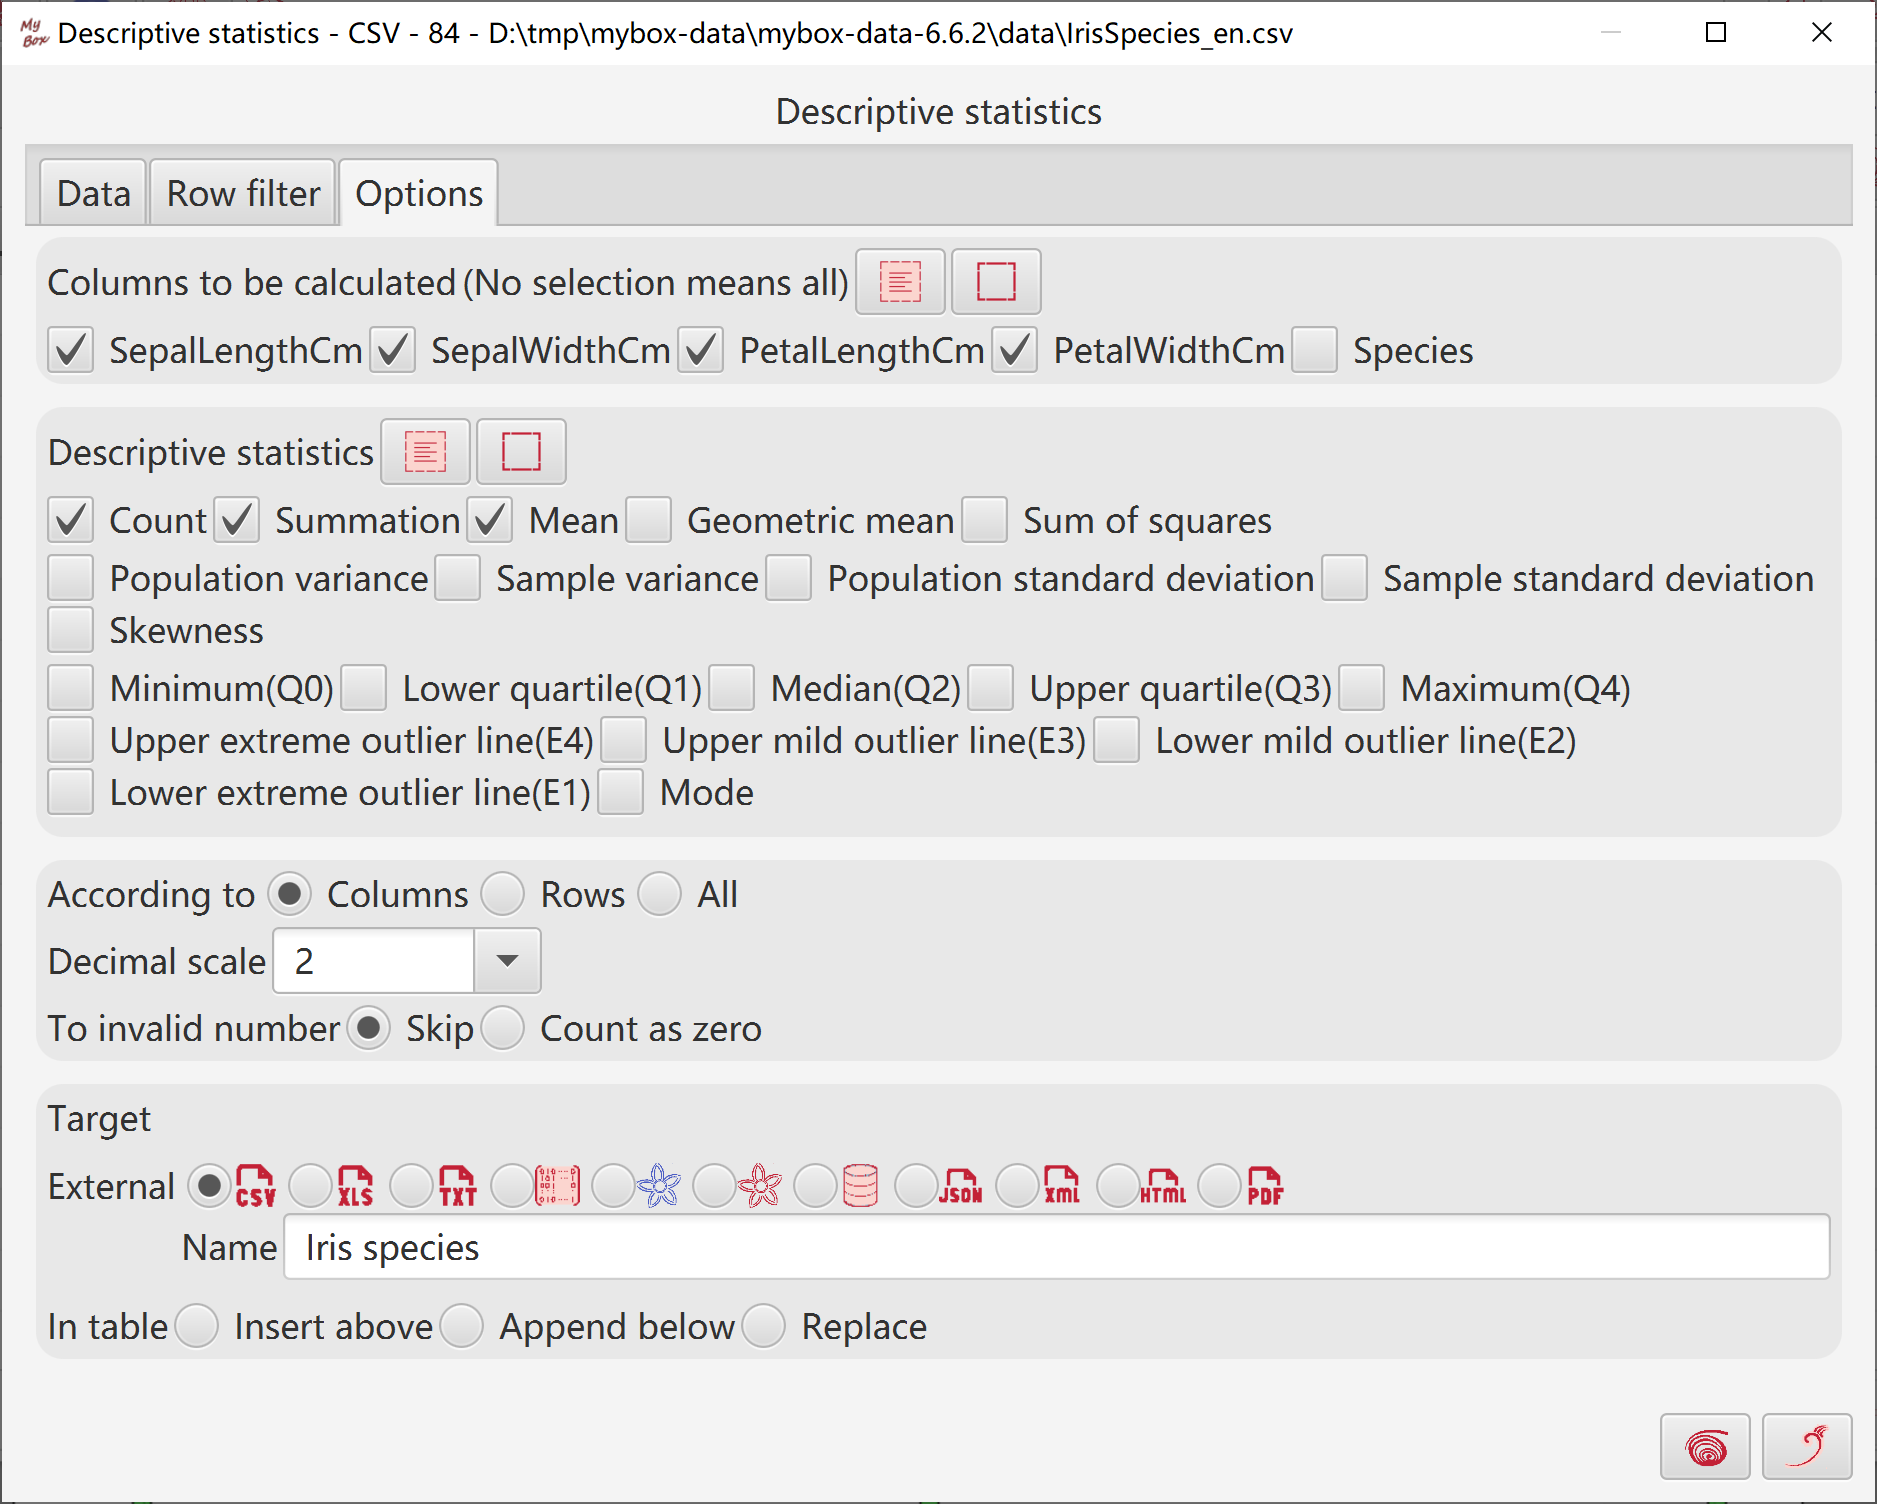 My Box Descriptive statistics - CSV - 84 - D:\tmp\mybox-data\mybox-data-6.6.2\data\IrisSpecies_en.csv
Descriptive statistics
Data Row filter Options
Columns to be calculated (No selection means all)
SepalLengthCm SepalWidthCm PetalLengthCm PetalWidthCm Species
Descriptive statistics
Count Summation Mean Geometric mean Sum of squares
Population variance Sample variance Population standard deviation Sample standard deviation
Skewness
Minimum(Q0) Lower quartile(Q1) Median(Q2) Upper quartile(Q3) Maximum(Q4)
Upper extreme outlier line(E4) Upper mild outlier line(E3) Lower mild outlier line(E2)
Lower extreme outlier line(E1) Mode
According to Columns Rows All
Decimal scale 2
To invalid number Skip Count as zero
Target
External CSV XLS TXT JSON XML HTML PDF
Name Iris species
In table Insert above Append below Replace